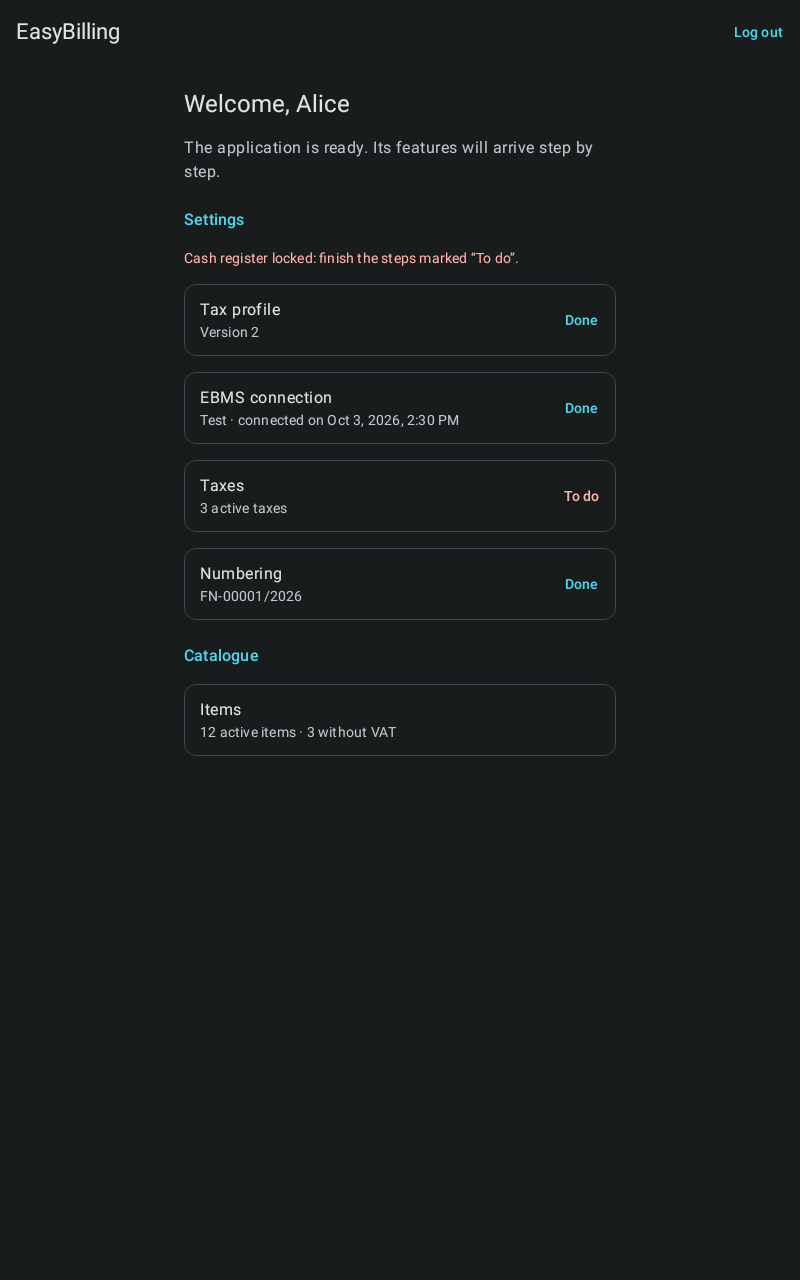 EasyBilling
Log out
Welcome, Alice
The application is ready. Its features will arrive step by
step.
Settings
Cash register locked: finish the steps marked “To do”.
Tax profile
Version 2
Done
EBMS connection
Test · connected on Oct 3, 2026, 2:30 PM
Done
Taxes
3 active taxes
To do
Numbering
FN-00001/2026
Done
Catalogue
Items
12 active items · 3 without VAT